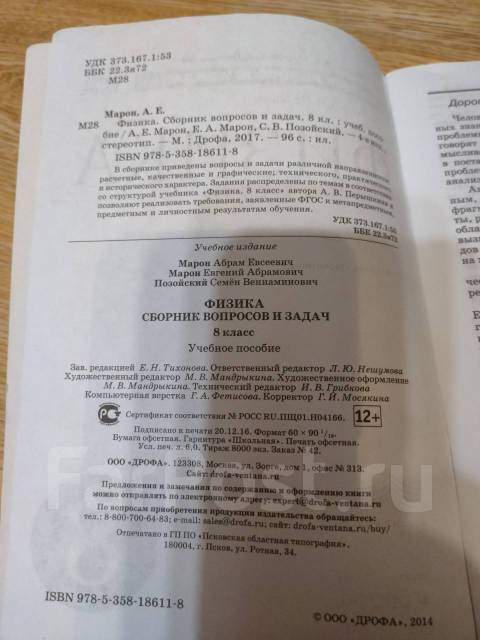 УДК 373.167.1:53
ББК 22.3я72
М28
Марон, А. Е.
М28 Физика. Сборник вопросов и задач. 8 кл. : учеб. пособие / А. Е. Марон, Е. А. Марон, С. В. Позойский. — 4-е изд.,
стереотип. — М. : Дрофа, 2017. — 96 с. : ил.
ISBN 978-5-358-18611-8
В сборнике приведены вопросы и задачи различной направленности:
расчетные, качественные и графические; технического, практического
и исторического характера. Задания распределены по темам в соответствии
со структурой учебника «Физика. 8 класс» автора А. В. Перышкина и
позволяют реализовать требования, заявленные ФГОС к метапредметным,
предметным и личностным результатам обучения.
УДК 373.167.1:53
ББК 22.3я72
Учебное издание
Марон Абрам Евсеевич
Марон Евгений Абрамович
Позойский Семён Вениаминович
ФИЗИКА
СБОРНИК ВОПРОСОВ И ЗАДАЧ
8 класс
Учебное пособие
Зав. редакцией Е. Н. Тихонова. Ответственный редактор Л. Ю. Нешумова
Художественный редактор М. В. Мандрыкина. Художественное оформление
М. В. Мандрыкина. Технический редактор И. В. Грибкова
Компьютерная верстка Г. А. Фетисова. Корректор Г. И. Мосякина
РС
Сертификат соответствия № РОСС RU.ПЩ01.Н04166.
12+
Подписано к печати 20.12.16. Формат 60 × 90 1/16.
Бумага офсетная. Гарнитура «Школьная». Печать офсетная.
Усл. печ. л. 6,0. Тираж 8000 экз. Заказ № 42.
ООО «ДРОФА». 123308, Москва, ул. Зорге, дом 1, офис № 313.
Сайт: drofa-ventana.ru
Предложения и замечания по содержанию и оформлению книги
можно отправлять по электронному адресу: expert@drofa-ventana.ru
По вопросам приобретения продукции издательства обращайтесь:
тел.: 8-800-700-64-83; e-mail: sales@drofa.ru; сайт: drofa-ventana.ru/buy/
Отпечатано в ГП ПО «Псковская областная типография».
180004, г. Псков, ул. Ротная, 34.
ISBN 978-5-358-18611-8
© ООО «ДРОФА», 2014